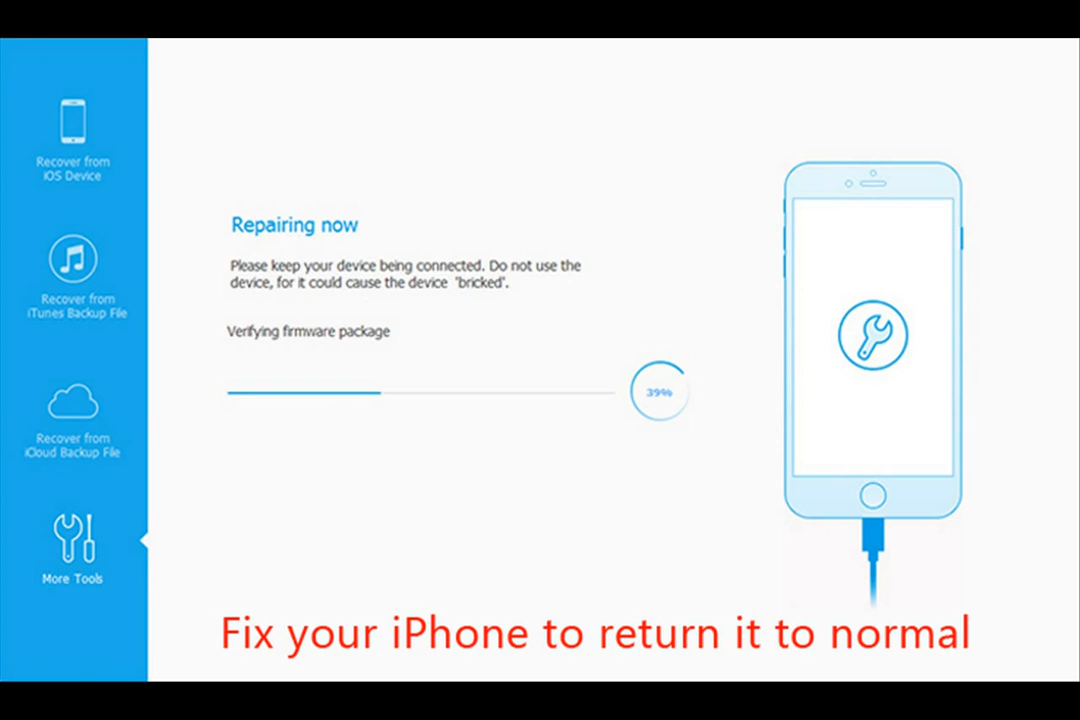 Recover from
iOS Device
Recover from
iTunes Backup File
Recover from
iCloud Backup File
More Tools
Repairing now
Please keep your device being connected. Do not use the
device, for it could cause the device 'bricked'.
Verifying firmware package
39%
Fix your iPhone to return it to normal